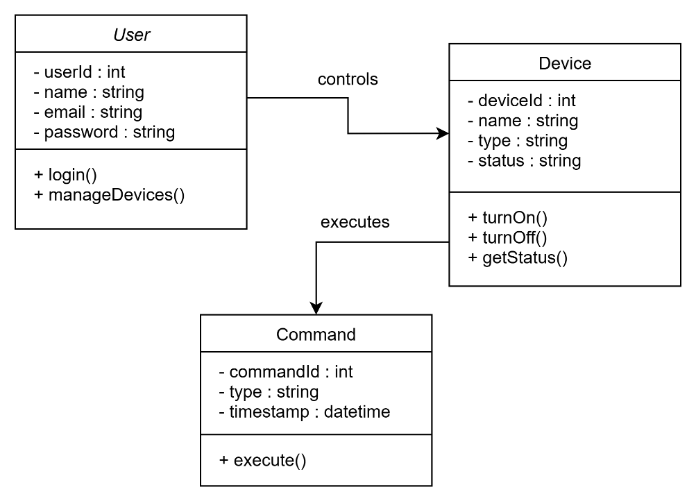 User
- userId : int
- name : string
- email : string
- password : string
+ login()
+ manageDevices()
controls
Device
- deviceId : int
- name : string
- type : string
- status : string
+ turnOn()
+ turnOff()
+ getStatus()
executes
Command
- commandId : int
- type : string
- timestamp : datetime
+ execute()